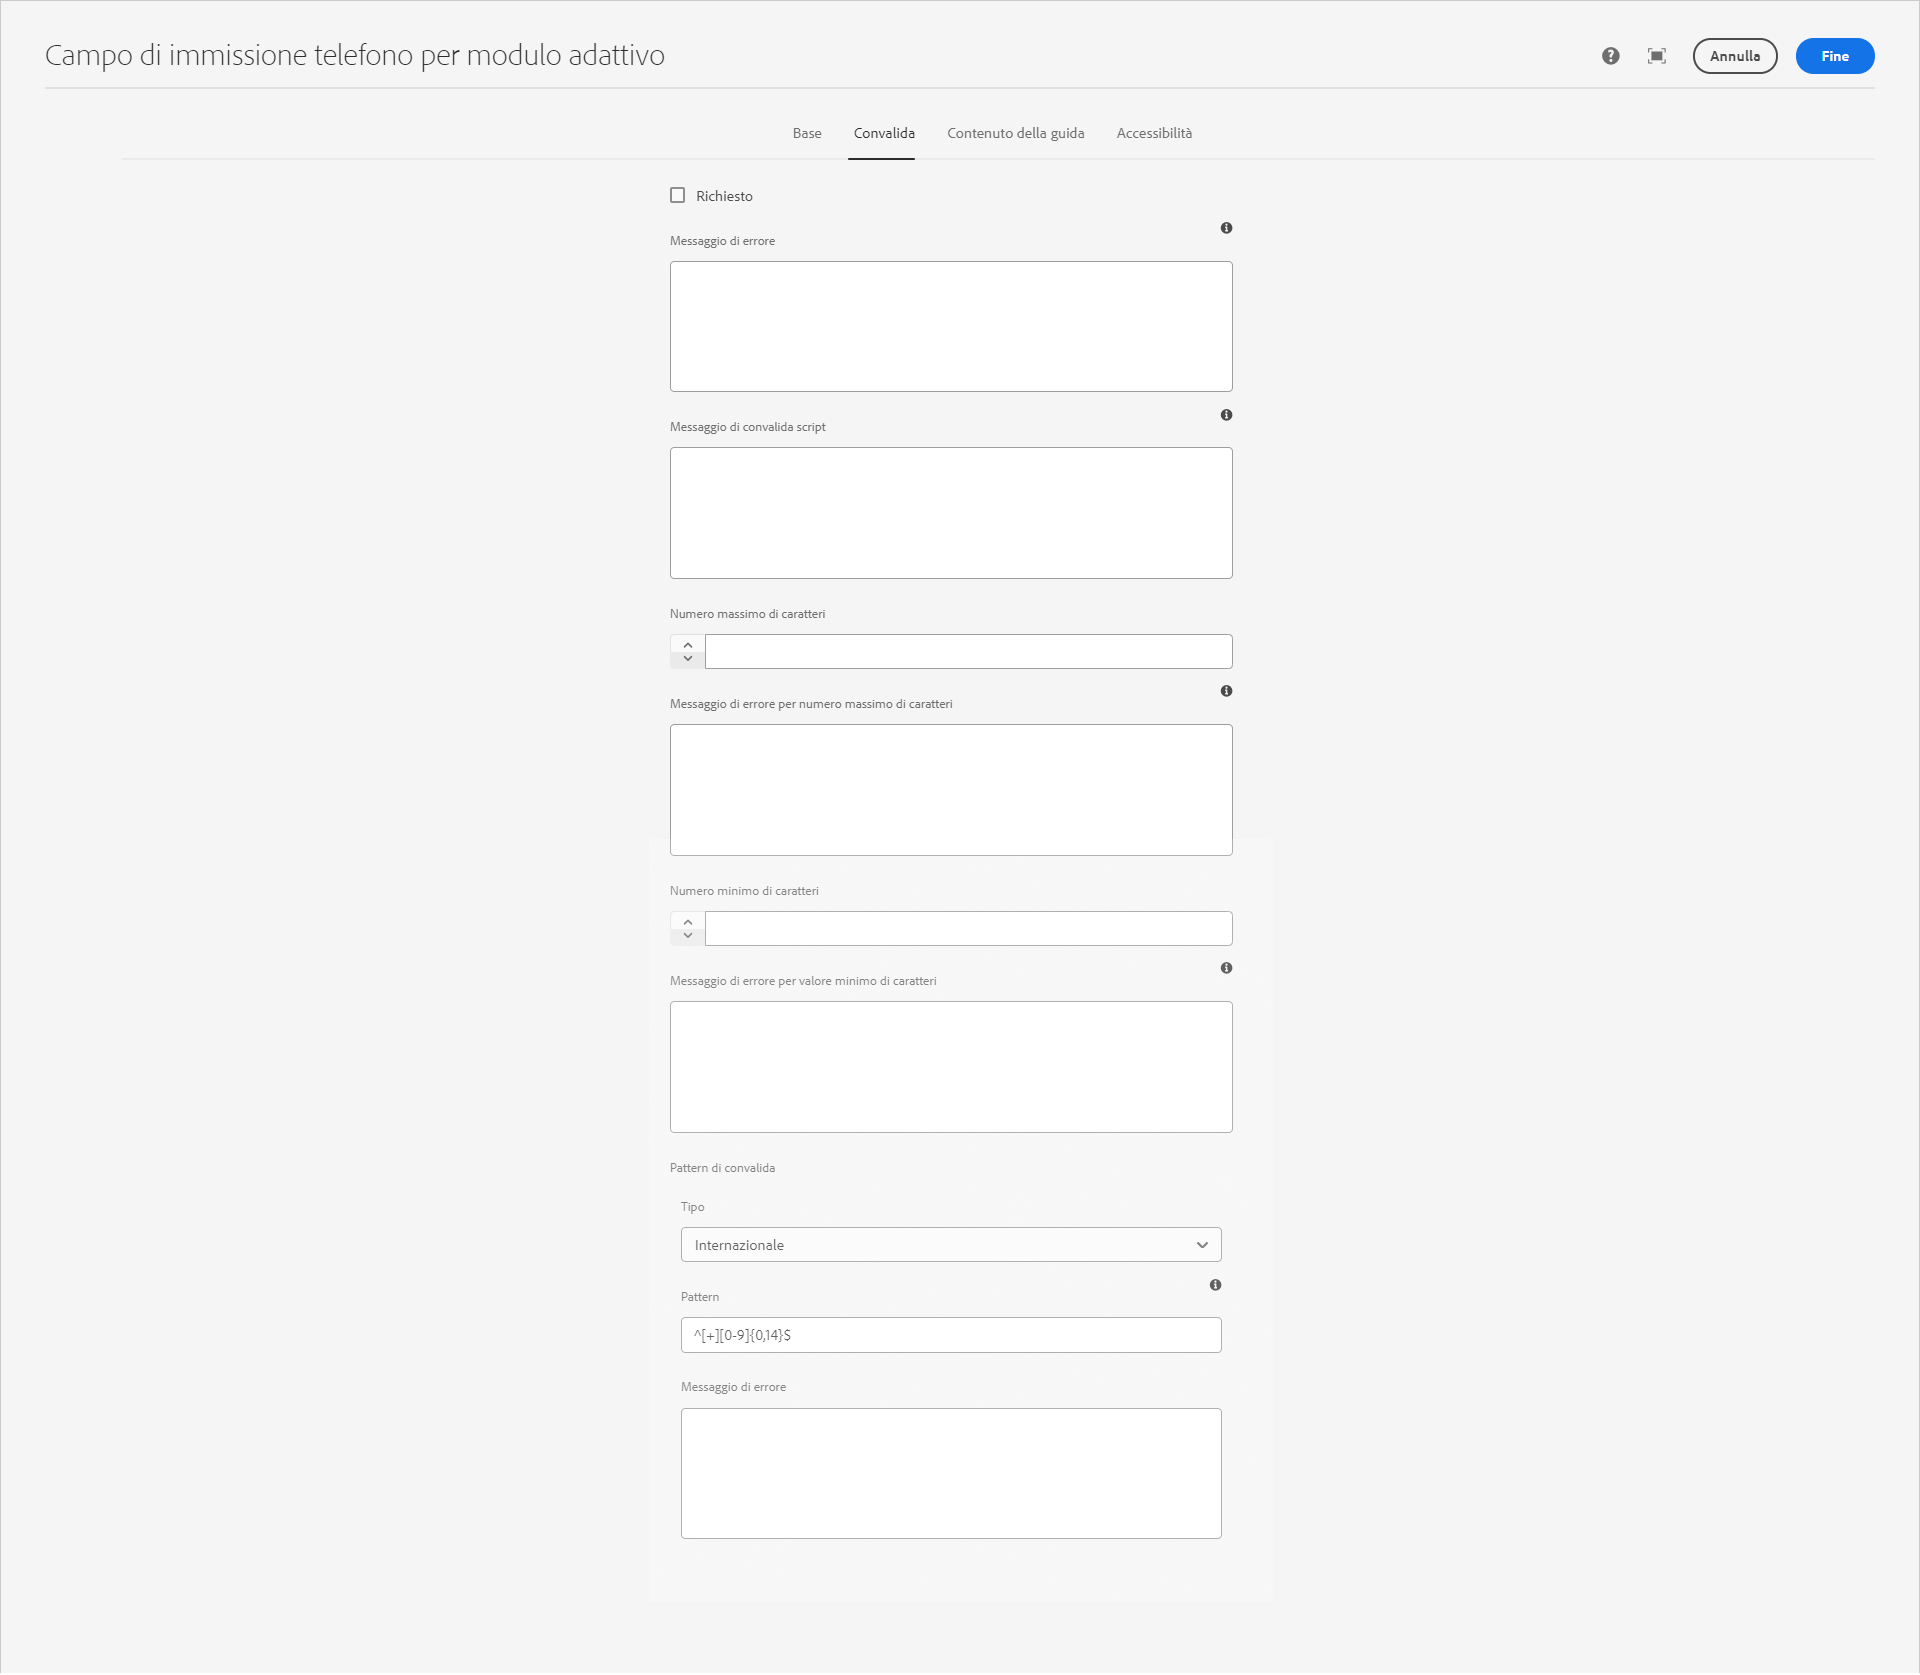 Campo di immissione telefono per modulo adattivo
Annulla
Fine
Base
Convalida
Contenuto della guida
Accessibilità
Richiesto
Messaggio di errore
Messaggio di convalida script
Numero massimo di caratteri
Messaggio di errore per numero massimo di caratteri
Numero minimo di caratteri
Messaggio di errore per valore minimo di caratteri
Pattern di convalida
Tipo
Internazionale
Pattern
^[+][0-9]{0,14}$
Messaggio di errore